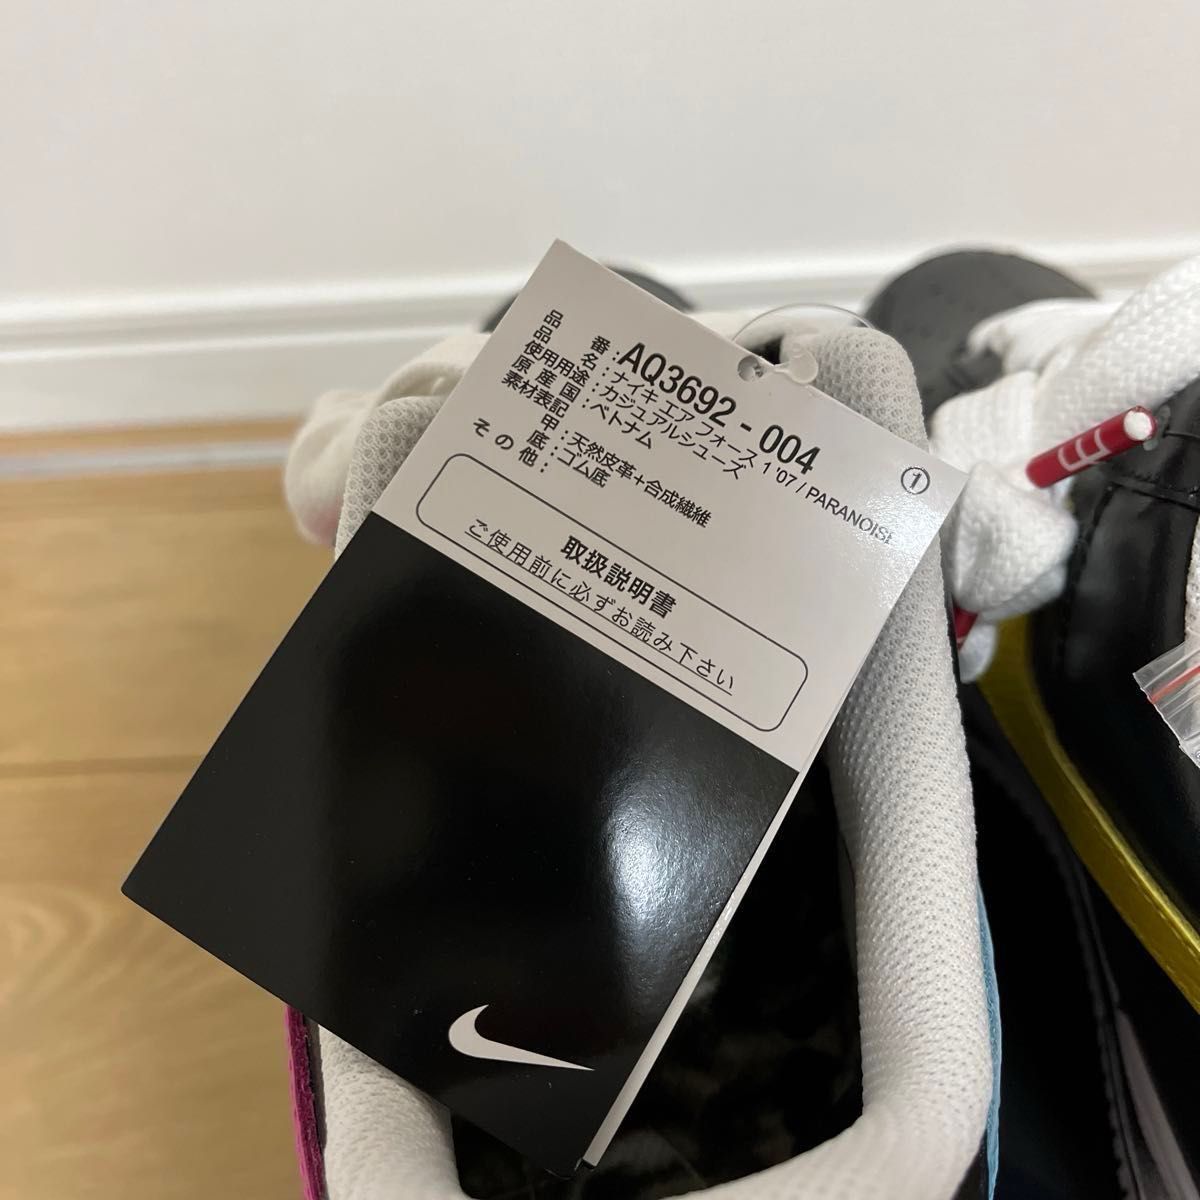 品番:AQ3692-004
品名:ナイキ エア フォース 1 '07 / PARANOISE
使用用途:カジュアルシューズ
原産国:ベトナム
素材表記
甲:天然皮革+合成繊維
底:ゴム底
その他:
①
取扱説明書
ご使用前に必ずお読み下さい